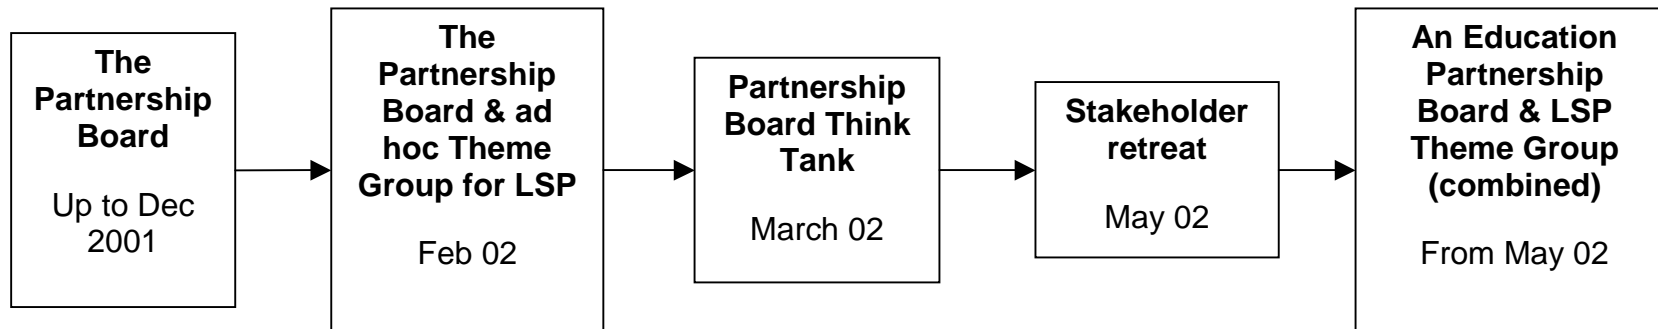 The
Partnership
Board
Up to Dec
2001
The
Partnership
Board & ad
hoc Theme
Group for LSP
Feb 02
Partnership
Board Think
Tank
March 02
Stakeholder
retreat
May 02
An Education
Partnership
Board & LSP
Theme Group
(combined)
From May 02